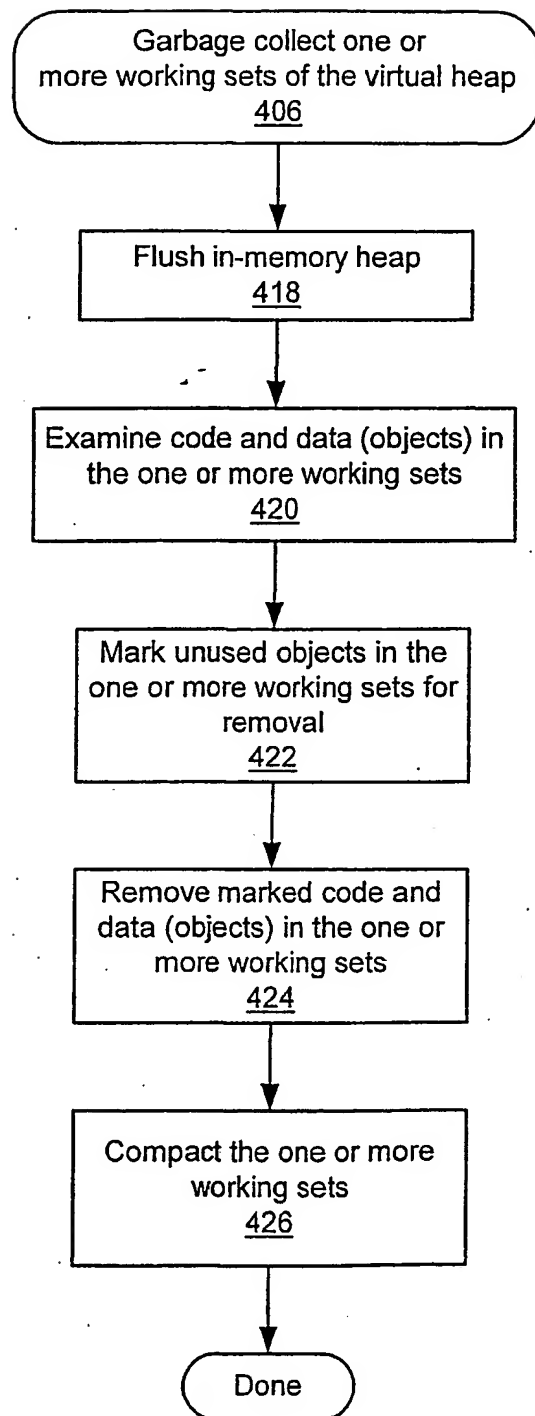 Garbage collect one or
more working sets of the virtual heap
406
Flush in-memory heap
418
Examine code and data (objects) in
the one or more working sets
420
Mark unused objects in the
one or more working sets for
removal
422
Remove marked code and
data (objects) in the one or
more working sets
424
Compact the one or more
working sets
426
Done